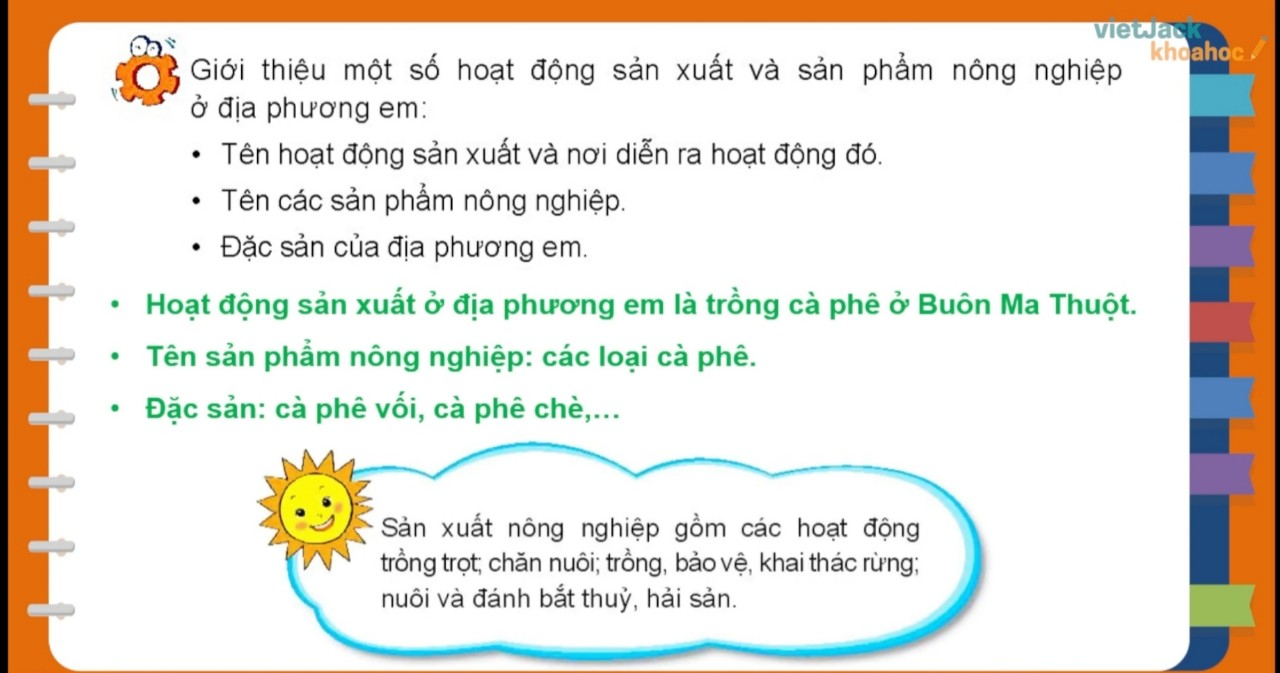 vietJack
khoahoc
Giới thiệu một số hoạt động sản xuất và sản phẩm nông nghiệp
ở địa phương em:
• Tên hoạt động sản xuất và nơi diễn ra hoạt động đó.
• Tên các sản phẩm nông nghiệp.
• Đặc sản của địa phương em.
• Hoạt động sản xuất ở địa phương em là trồng cà phê ở Buôn Ma Thuột.
• Tên sản phẩm nông nghiệp: các loại cà phê.
• Đặc sản: cà phê vối, cà phê chè,...
Sản xuất nông nghiệp gồm các hoạt động
trồng trọt; chăn nuôi; trồng, bảo vệ, khai thác rừng;
nuôi và đánh bắt thuỷ, hải sản.